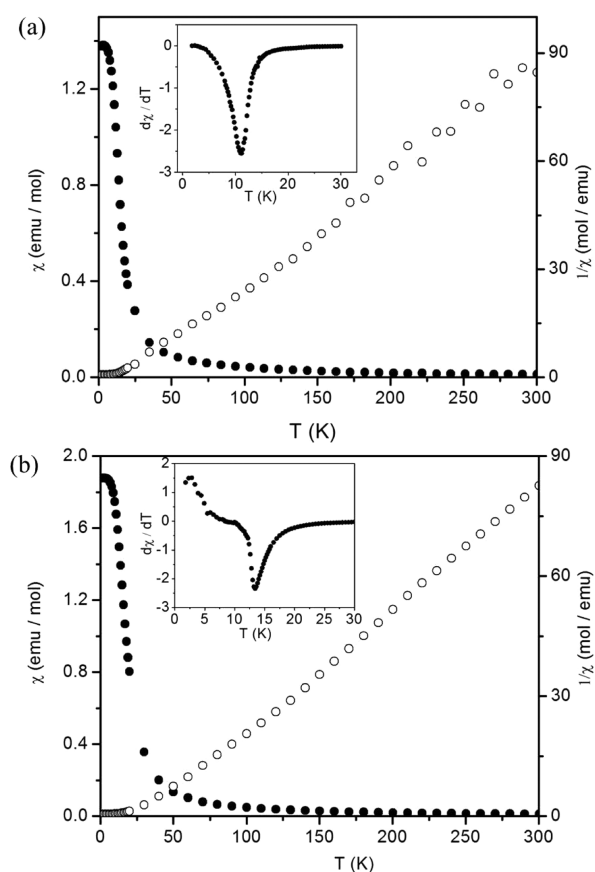 (a)
χ (emu / mol)
1.2
0.8
0.4
0.0
dχ / dT
0
-1
-2
-3
0 10 20 30
T (K)
90
60
30
0
1/χ (mol / emu)
0 50 100 150 200 250 300
T (K)
(b)
χ (emu / mol)
2.0
1.6
1.2
0.8
0.4
0.0
dχ / dT
2
1
0
-1
-2
-3
0 5 10 15 20 25 30
T (K)
90
60
30
0
1/χ (mol / emu)
0 50 100 150 200 250 300
T (K)